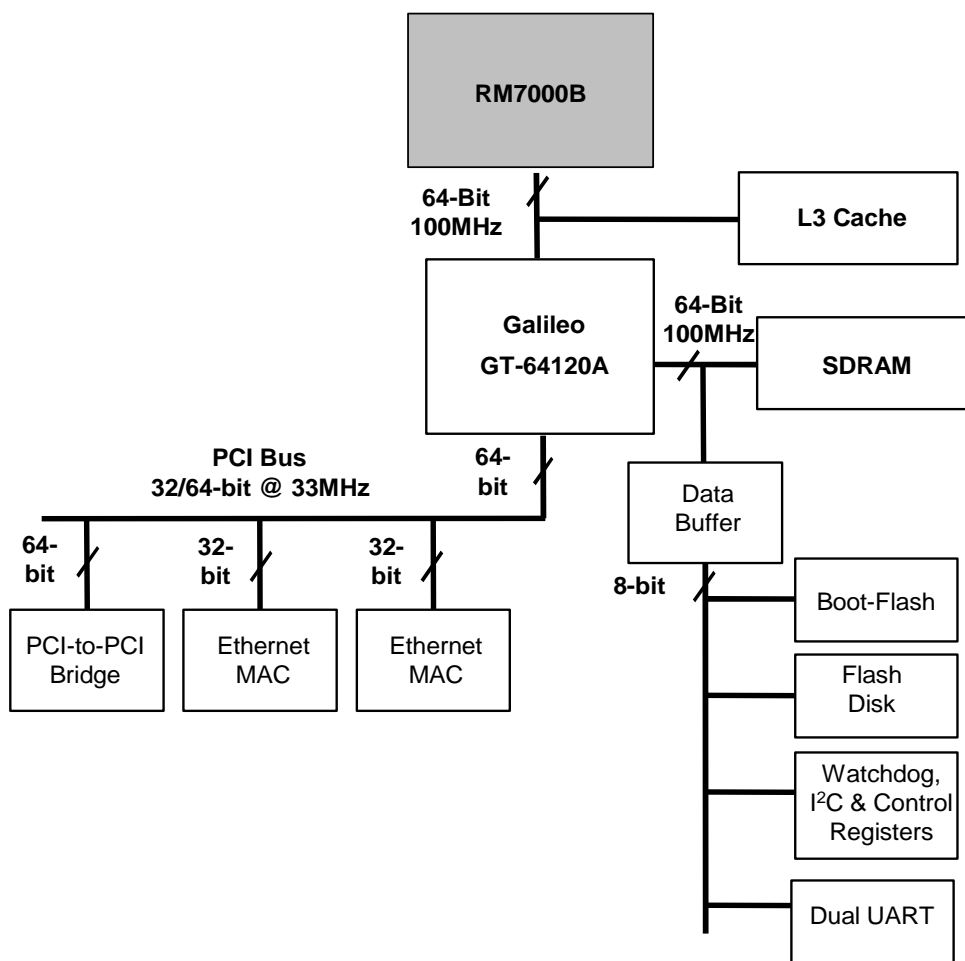 RM7000B
64-Bit
100MHz
L3 Cache
Galileo
GT-64120A
64-Bit
100MHz
SDRAM
PCI Bus
32/64-bit @ 33MHz
64-
bit
Data
Buffer
64-
bit
32-
bit
32-
bit
8-bit
PCI-to-PCI
Bridge
Ethernet
MAC
Ethernet
MAC
Boot-Flash
Flash
Disk
Watchdog,
I²C & Control
Registers
Dual UART